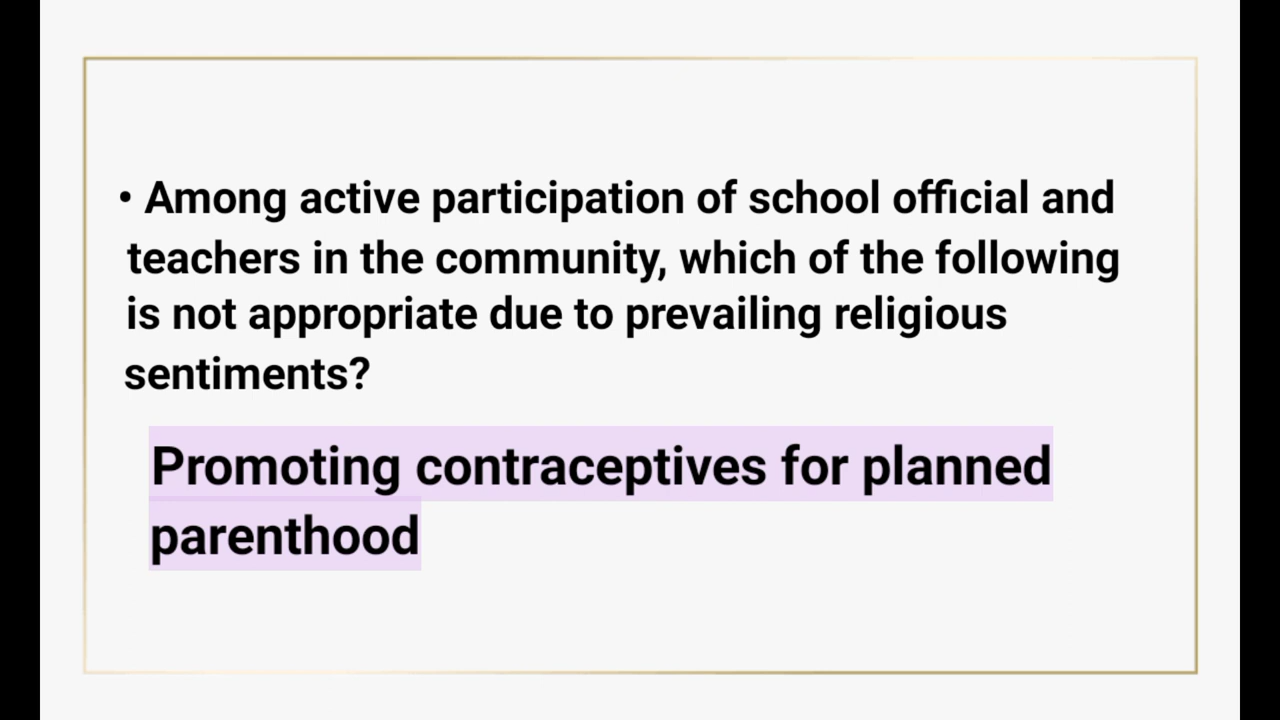 • Among active participation of school official and
teachers in the community, which of the following
is not appropriate due to prevailing religious
sentiments?
Promoting contraceptives for planned
parenthood